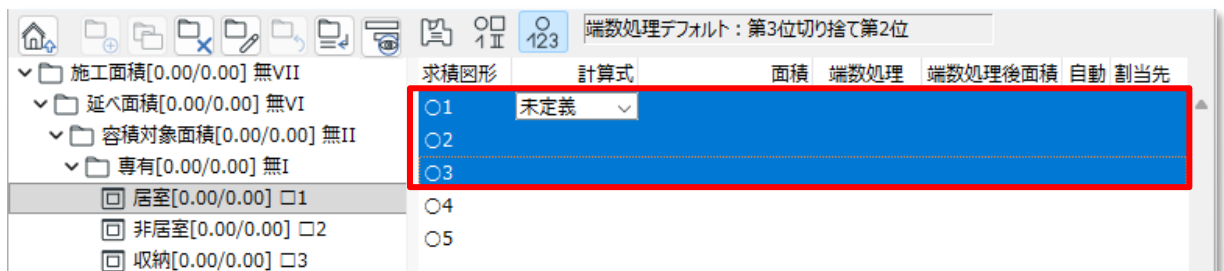 ○□
1 II
○
123
端数処理デフォルト：第3位切り捨て第2位
施工面積[0.00/0.00] 無VII
延べ面積[0.00/0.00] 無VI
容積対象面積[0.00/0.00] 無II
専有[0.00/0.00] 無I
居室[0.00/0.00] □1
非居室[0.00/0.00] □2
収納[0.00/0.00] □3
求積図形 計算式 面積 端数処理 端数処理後面積 自動 割当先
○1 未定義
○2
○3
○4
○5